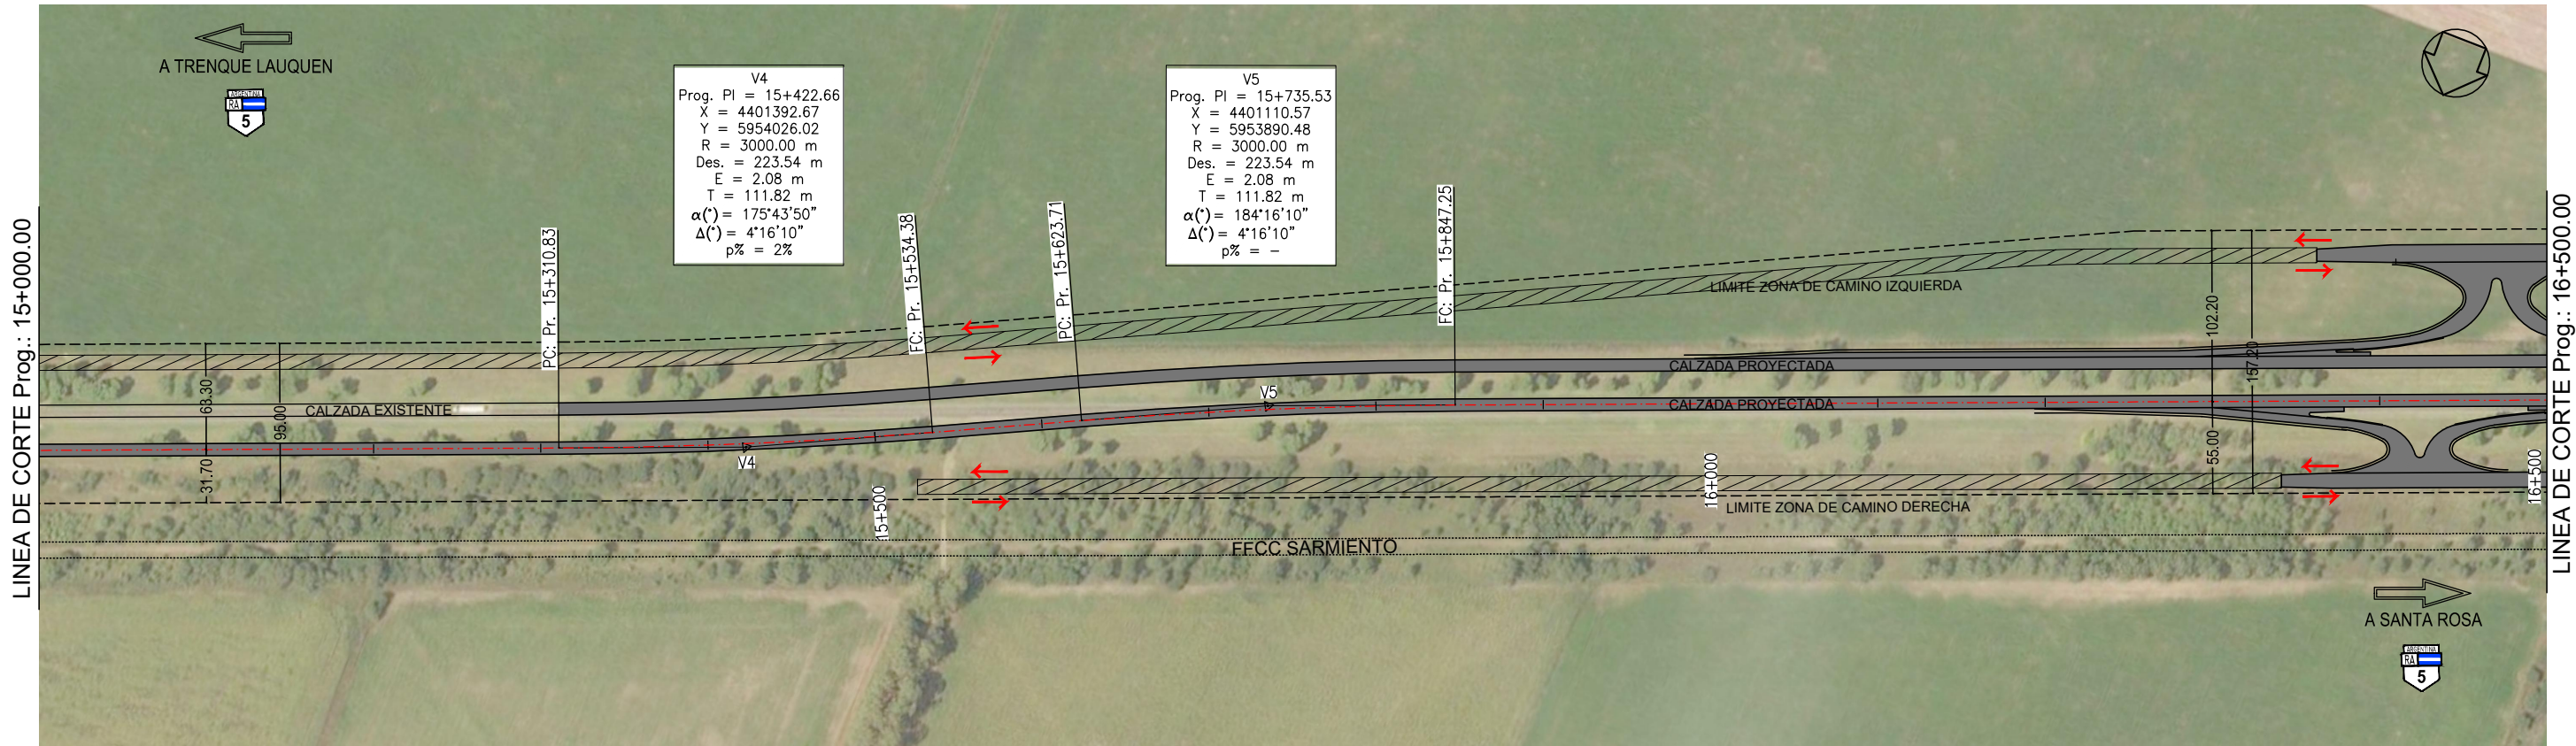 A TRENQUE LAUQUEN
ARGENTINA
RA
5
V4
Prog. PI = 15+422.66
X = 4401392.67
Y = 5954026.02
R = 3000.00 m
Des. = 223.54 m
E = 2.08 m
T = 111.82 m
α(°)= 175°43'50"
Δ(°)= 4°16'10"
p% = 2%
V5
Prog. PI = 15+735.53
X = 4401110.57
Y = 5953890.48
R = 3000.00 m
Des. = 223.54 m
E = 2.08 m
T = 111.82 m
α(°)= 184°16'10"
Δ(°)= 4°16'10"
p% = -
LINEA DE CORTE Prog.: 15+000.00
PC: Pr. 15+310.83
FC: Pr. 15+534.38
PC: Pr. 15+623.71
FC: Pr. 15+847.25
LIMITE ZONA DE CAMINO IZQUIERDA
102.20
157.20
63.30
95.00
31.70
CALZADA EXISTENTE
V4
V5
CALZADA PROYECTADA
CALZADA PROYECTADA
55.00
15+500
16+000
16+500
LIMITE ZONA DE CAMINO DERECHA
FFCC SARMIENTO
LINEA DE CORTE Prog.: 16+500.00
A SANTA ROSA
ARGENTINA
RA
5